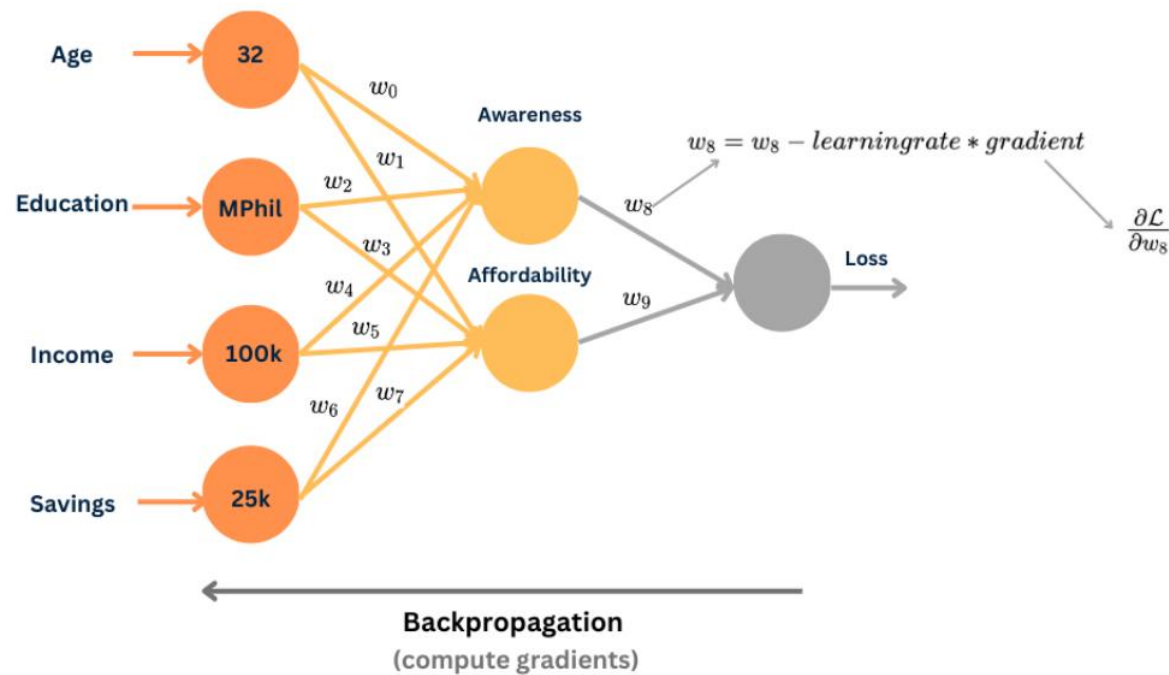 Age
32
w₀
Awareness
w₈ = w₈ − learningrate ∗ gradient
w₁
w₂
Education
MPhil
w₈
∂ℒ/∂w₈
w₃
Affordability
Loss
w₄
w₉
w₅
Income
100k
w₆
w₇
Savings
25k
Backpropagation
(compute gradients)